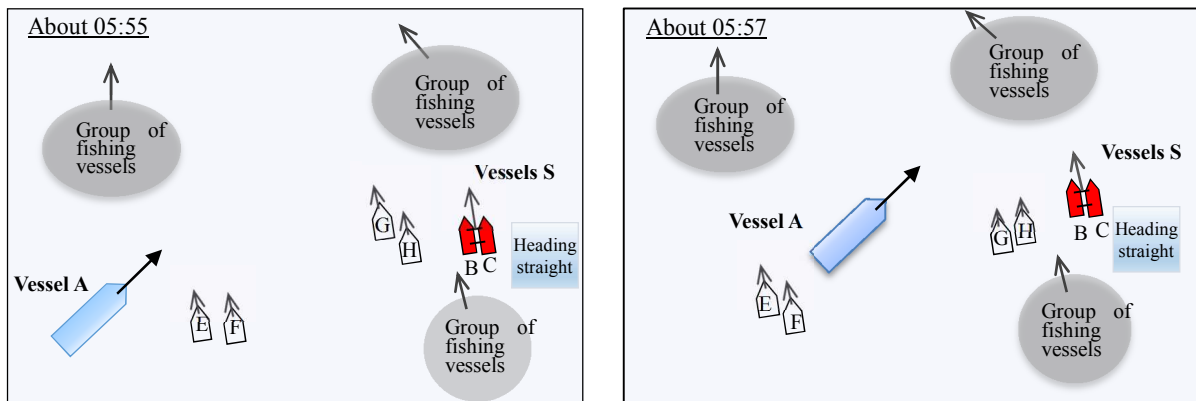 About 05:55
Group of
fishing
vessels
Group of
fishing
vessels
Vessels S
G
H
B C
Heading
straight
Vessel A
E
F
Group of
fishing
vessels
About 05:57
Group of
fishing
vessels
Group of
fishing
vessels
Vessels S
Vessel A
G
H
B C
Heading
straight
E
F
Group of
fishing
vessels